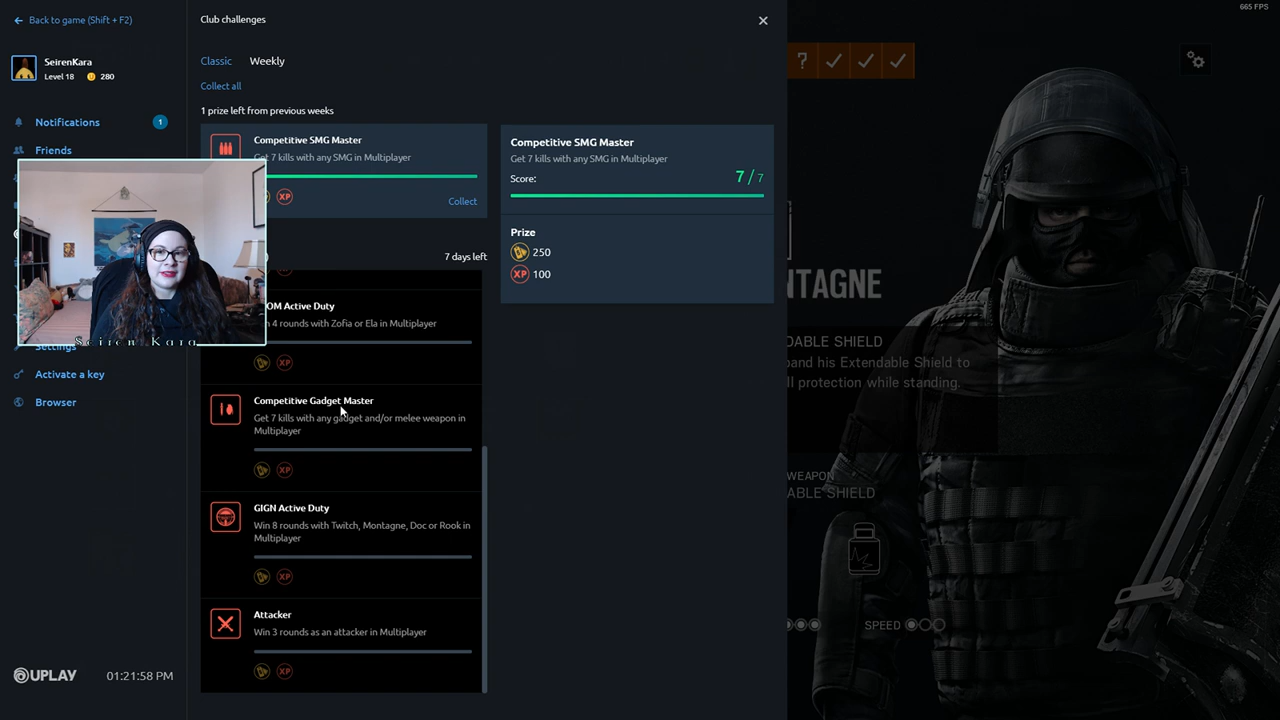 Back to game (Shift + F2)
SeirenKara
Level 18 280
Notifications 1
Friends
Settings
Activate a key
Browser
UPLAY 01:21:58 PM
Seiren Kara
Club challenges
Classic Weekly
Collect all
1 prize left from previous weeks
Competitive SMG Master
Get 7 kills with any SMG in Multiplayer
XP
Collect
7 days left
OM Active Duty
4 rounds with Zofia or Ela in Multiplayer
XP
Competitive Gadget Master
Get 7 kills with any gadget and/or melee weapon in
Multiplayer
XP
GIGN Active Duty
Win 8 rounds with Twitch, Montagne, Doc or Rook in
Multiplayer
XP
Attacker
Win 3 rounds as an attacker in Multiplayer
XP
Competitive SMG Master
Get 7 kills with any SMG in Multiplayer
Score: 7 / 7
Prize
250
XP 100
665 FPS
?
NTAGNE
DABLE SHIELD
pand his Extendable Shield to
ll protection while standing.
WEAPON
ABLE SHIELD
SPEED